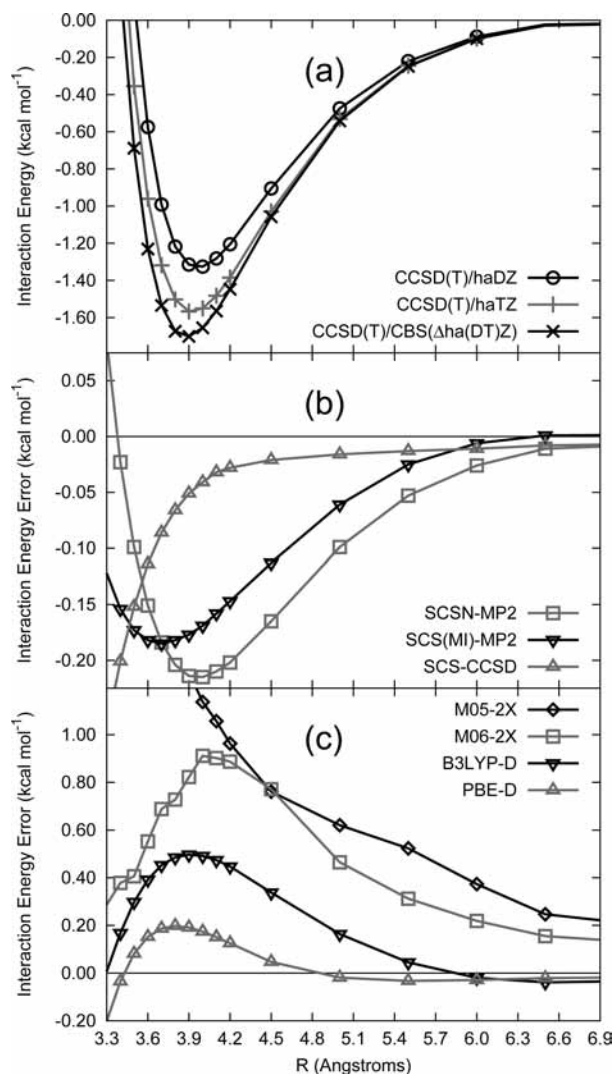 0.00
-0.20
-0.40
-0.60
-0.80
-1.00
-1.20
-1.40
-1.60
Interaction Energy (kcal mol⁻¹)
(a)
CCSD(T)/haDZ
CCSD(T)/haTZ
CCSD(T)/CBS(Δha(DT)Z)
0.05
0.00
-0.05
-0.10
-0.15
-0.20
Interaction Energy Error (kcal mol⁻¹)
(b)
SCSN-MP2
SCS(MI)-MP2
SCS-CCSD
1.00
0.80
0.60
0.40
0.20
0.00
-0.20
Interaction Energy Error (kcal mol⁻¹)
(c)
M05-2X
M06-2X
B3LYP-D
PBE-D
3.3 3.6 3.9 4.2 4.5 4.8 5.1 5.4 5.7 6.0 6.3 6.6 6.9
R (Angstroms)